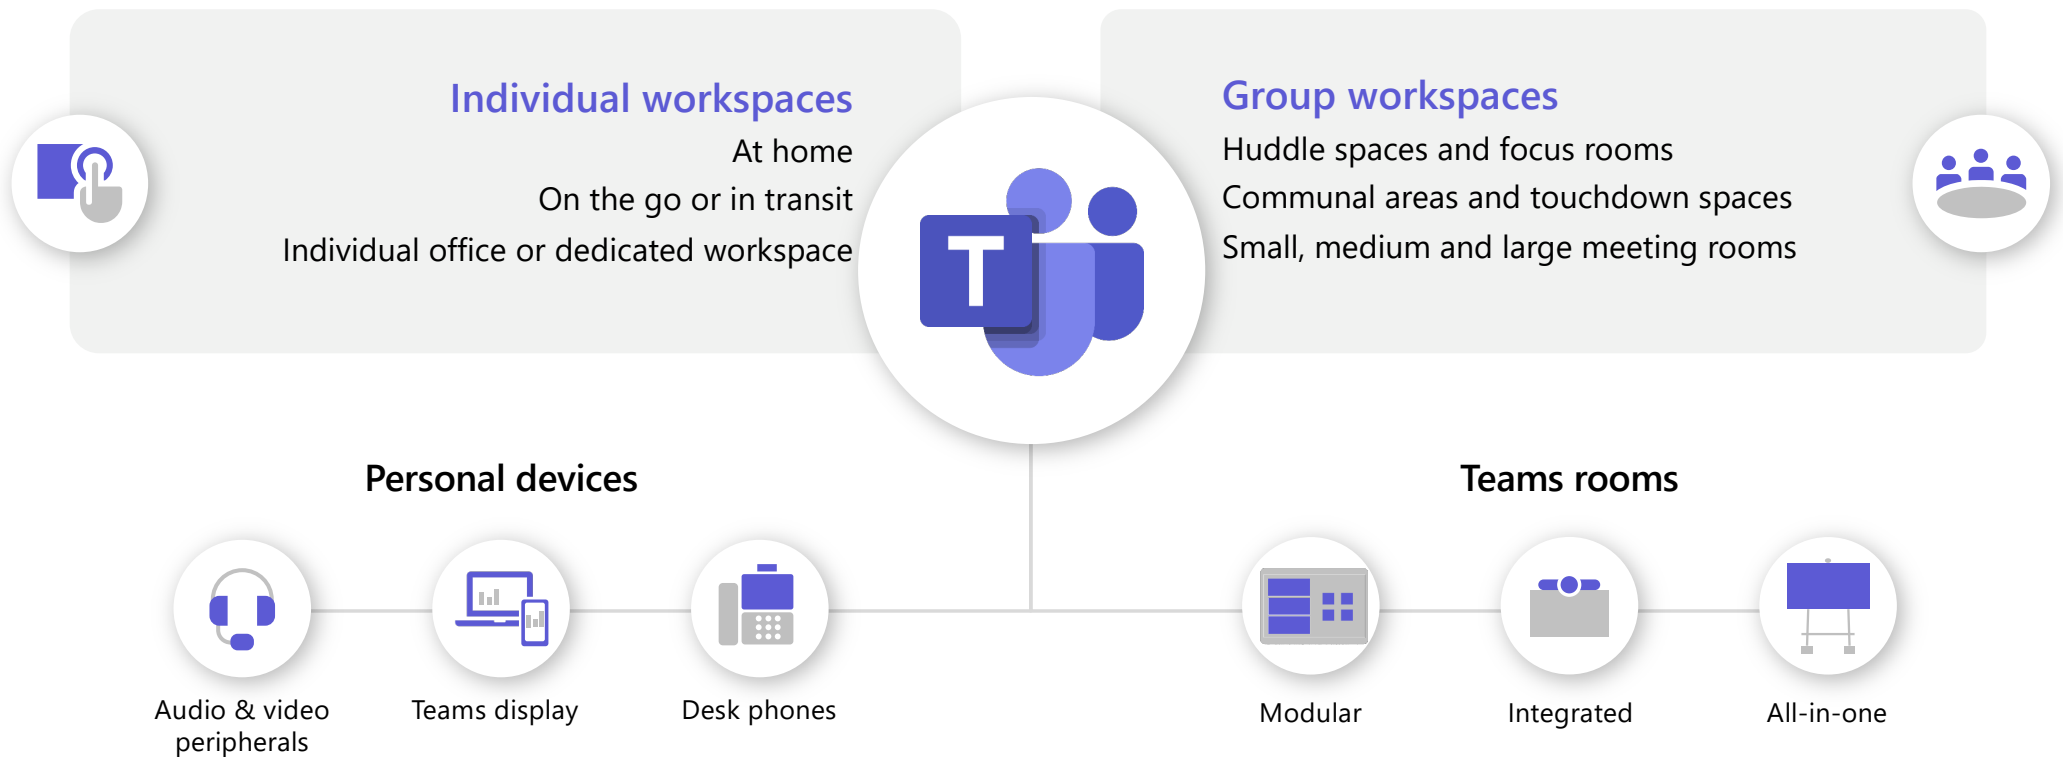 Individual workspaces
At home
On the go or in transit
Individual office or dedicated workspace
T
Group workspaces
Huddle spaces and focus rooms
Communal areas and touchdown spaces
Small, medium and large meeting rooms
Personal devices
Audio & video
peripherals
Teams display
Desk phones
Teams rooms
Modular
Integrated
All-in-one